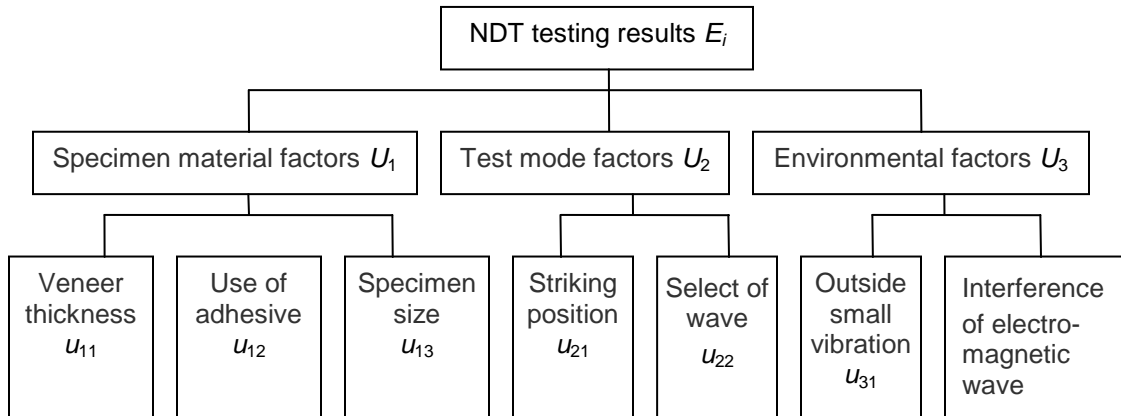 NDT testing results E_i
Specimen material factors U_1
Test mode factors U_2
Environmental factors U_3
Veneer
thickness
u_11
Use of
adhesive
u_12
Specimen
size
u_13
Striking
position
u_21
Select of
wave
u_22
Outside
small
vibration
u_31
Interference
of electro-
magnetic
wave